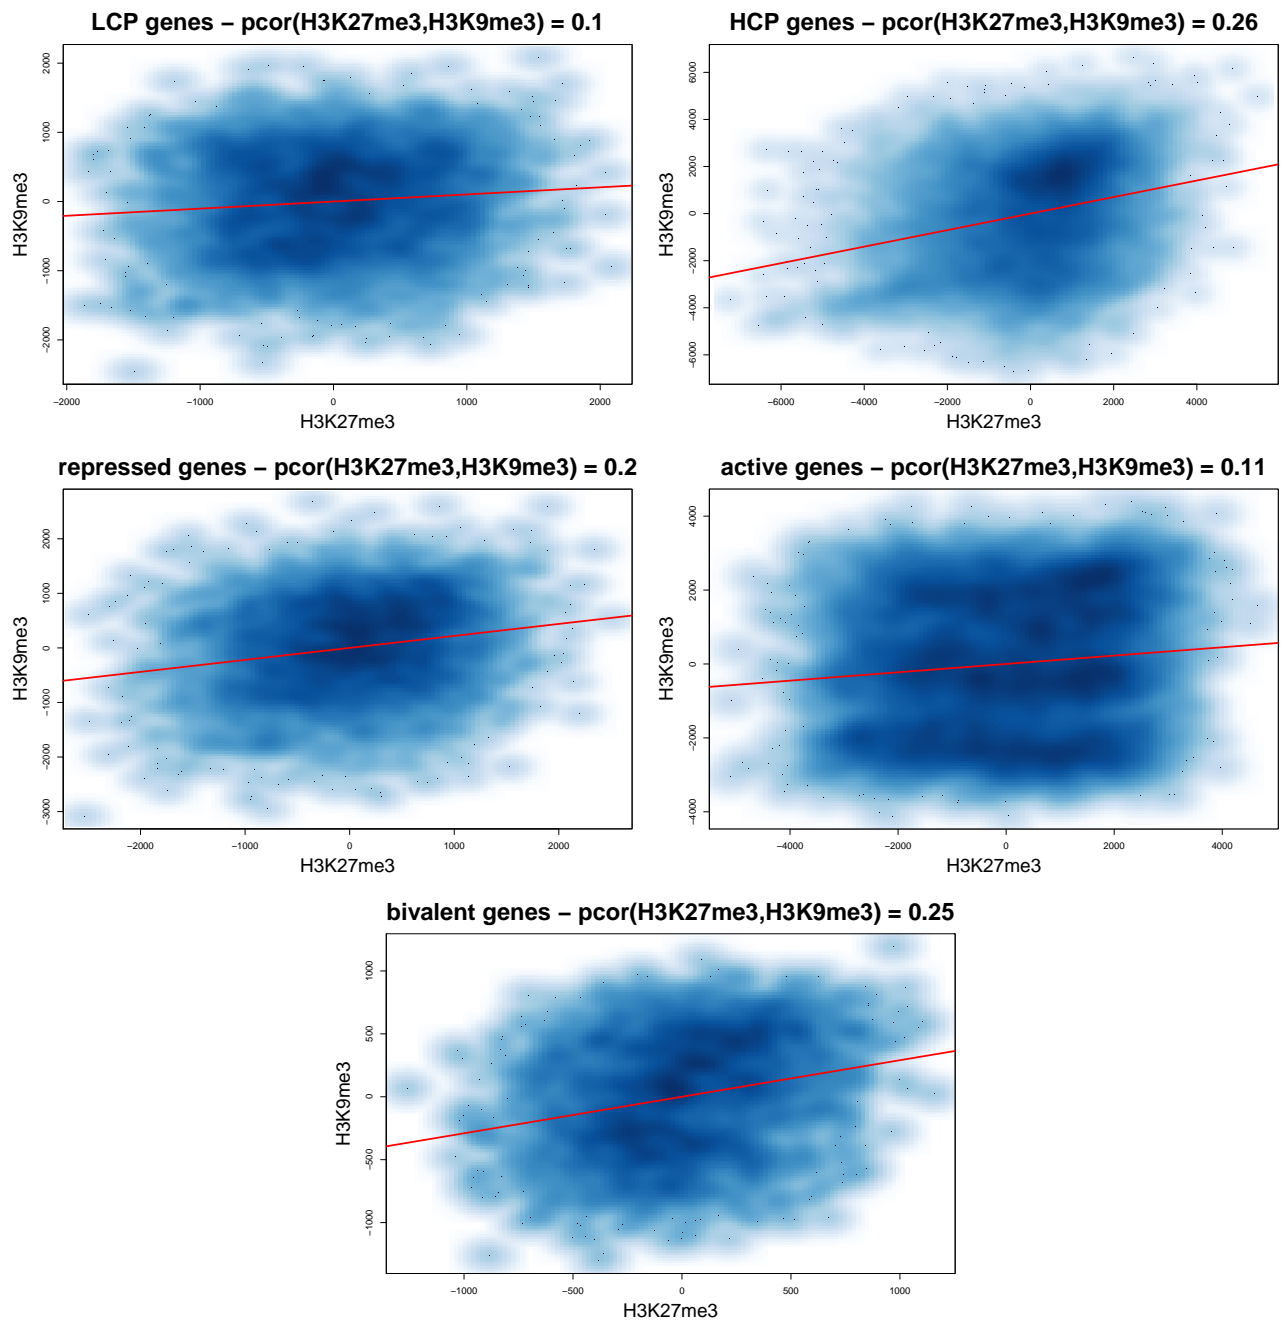 LCP genes − pcor(H3K27me3,H3K9me3) = 0.1
2000
1000
0
−1000
−2000
H3K9me3
−2000 −1000 0 1000 2000
H3K27me3
HCP genes − pcor(H3K27me3,H3K9me3) = 0.26
6000
4000
2000
0
−2000
−4000
−6000
H3K9me3
−6000 −4000 −2000 0 2000 4000
H3K27me3
repressed genes − pcor(H3K27me3,H3K9me3) = 0.2
2000
1000
0
−1000
−2000
−3000
H3K9me3
−2000 −1000 0 1000 2000
H3K27me3
active genes − pcor(H3K27me3,H3K9me3) = 0.11
4000
2000
0
−2000
−4000
H3K9me3
−4000 −2000 0 2000 4000
H3K27me3
bivalent genes − pcor(H3K27me3,H3K9me3) = 0.25
1000
500
0
−500
−1000
H3K9me3
−1000 −500 0 500 1000
H3K27me3